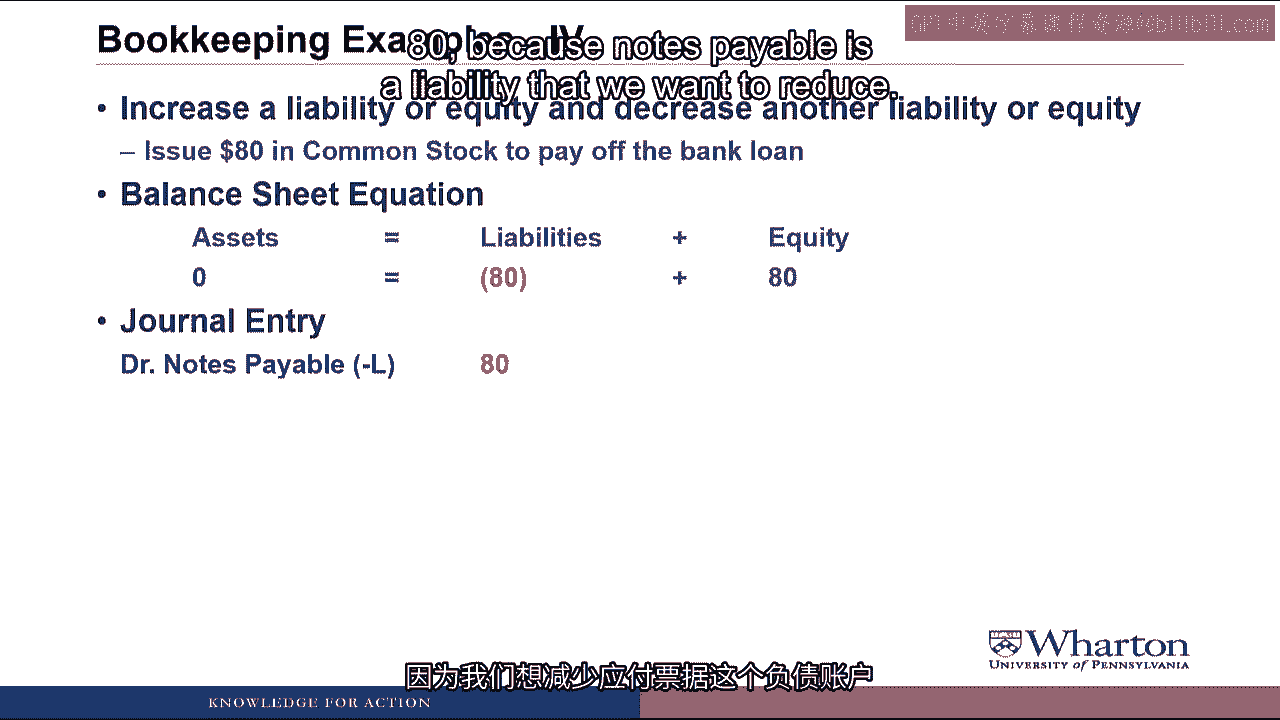 Bookkeeping Examples - IV
80, because notes payable is
a liability that we want to reduce.
• Increase a liability or equity and decrease another liability or equity
– Issue $80 in Common Stock to pay off the bank loan
• Balance Sheet Equation
Assets = Liabilities + Equity
0 = (80) + 80
• Journal Entry
Dr. Notes Payable (-L) 80
Wharton
UNIVERSITY of PENNSYLVANIA
因为我们想减少应付票据这个负债账户
KNOWLEDGE FOR ACTION